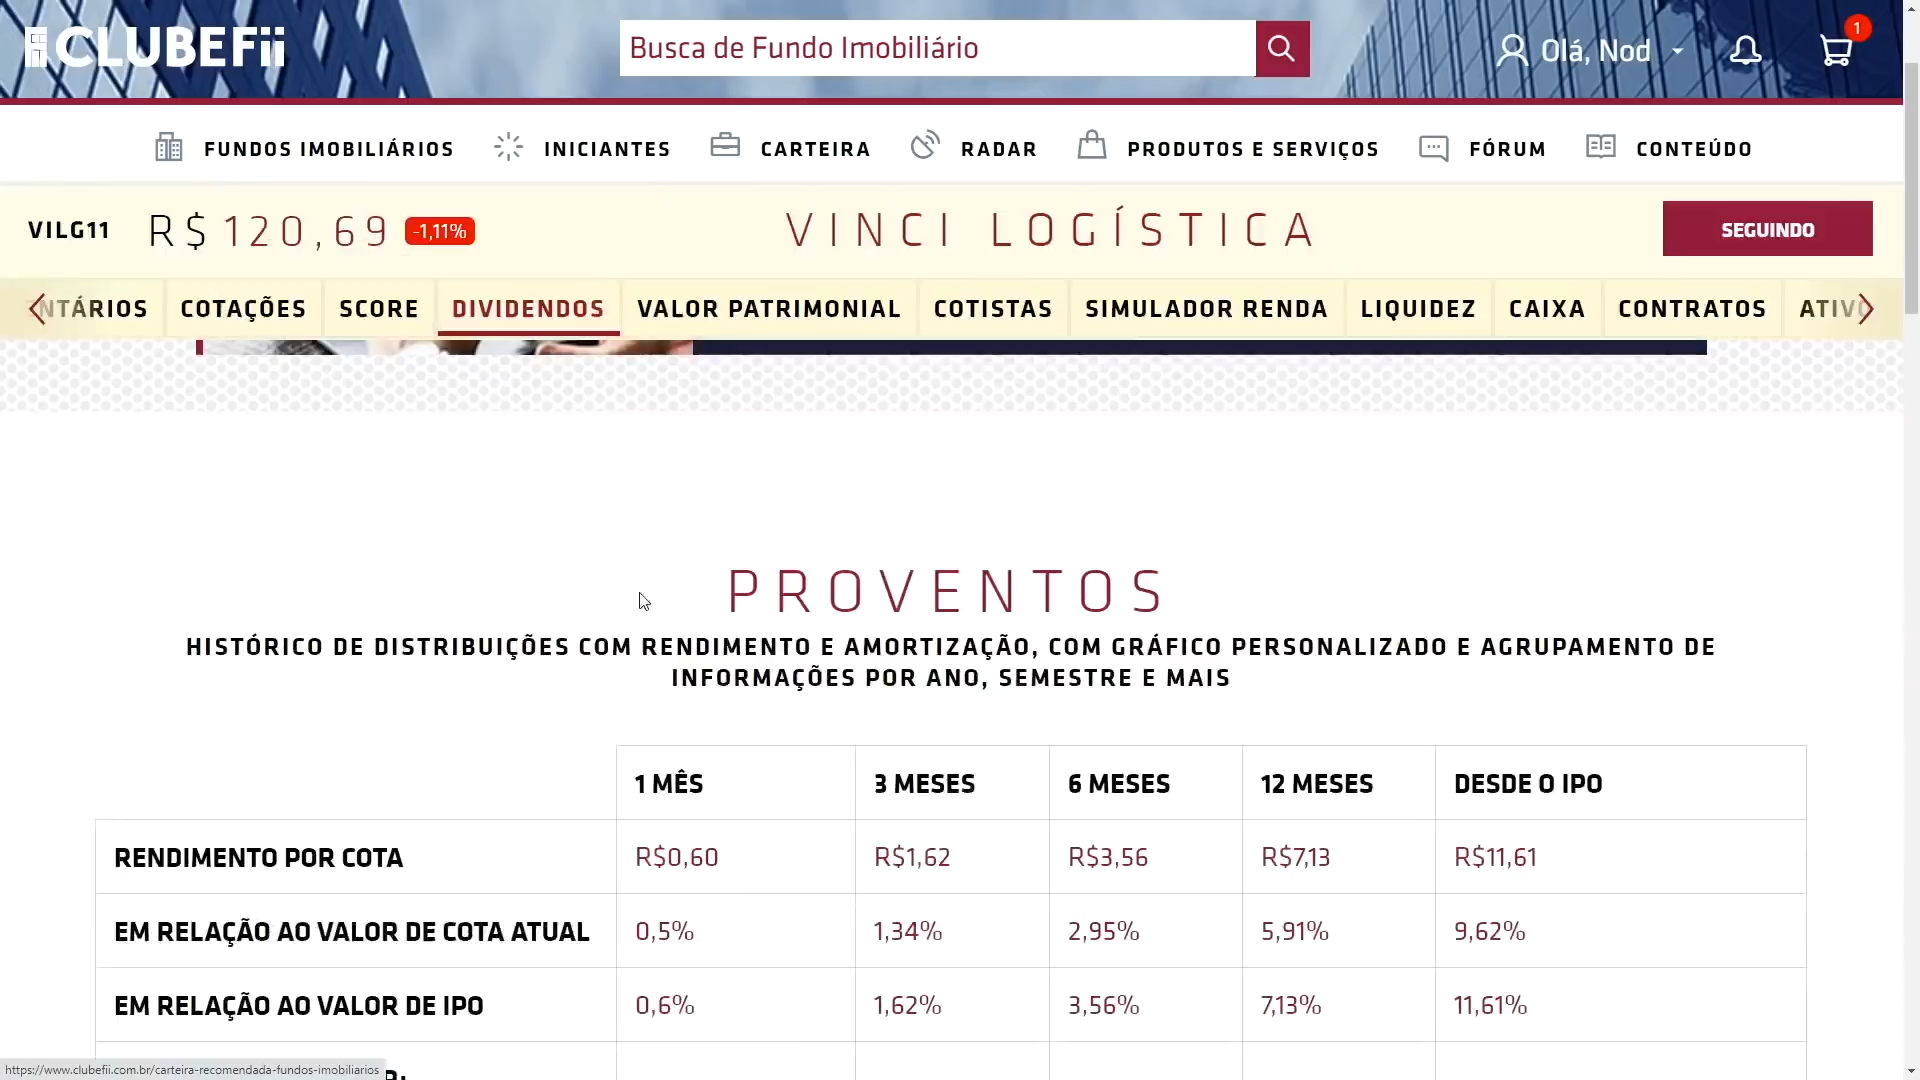 CLUBEFii
Busca de Fundo Imobiliário
Olá, Nod
1
FUNDOS IMOBILIÁRIOS
INICIANTES
CARTEIRA
RADAR
PRODUTOS E SERVIÇOS
FÓRUM
CONTEÚDO
VILG11
R$ 120,69
-1,11%
VINCI LOGÍSTICA
SEGUINDO
NTÁRIOS
COTAÇÕES
SCORE
DIVIDENDOS
VALOR PATRIMONIAL
COTISTAS
SIMULADOR RENDA
LIQUIDEZ
CAIXA
CONTRATOS
ATIVO
PROVENTOS
HISTÓRICO DE DISTRIBUIÇÕES COM RENDIMENTO E AMORTIZAÇÃO, COM GRÁFICO PERSONALIZADO E AGRUPAMENTO DE
INFORMAÇÕES POR ANO, SEMESTRE E MAIS
1 MÊS 3 MESES 6 MESES 12 MESES DESDE O IPO
RENDIMENTO POR COTA R$0,60 R$1,62 R$3,56 R$7,13 R$11,61
EM RELAÇÃO AO VALOR DE COTA ATUAL 0,5% 1,34% 2,95% 5,91% 9,62%
EM RELAÇÃO AO VALOR DE IPO 0,6% 1,62% 3,56% 7,13% 11,61%
https://www.clubefii.com.br/carteira-recomendada-fundos-imobiliarios